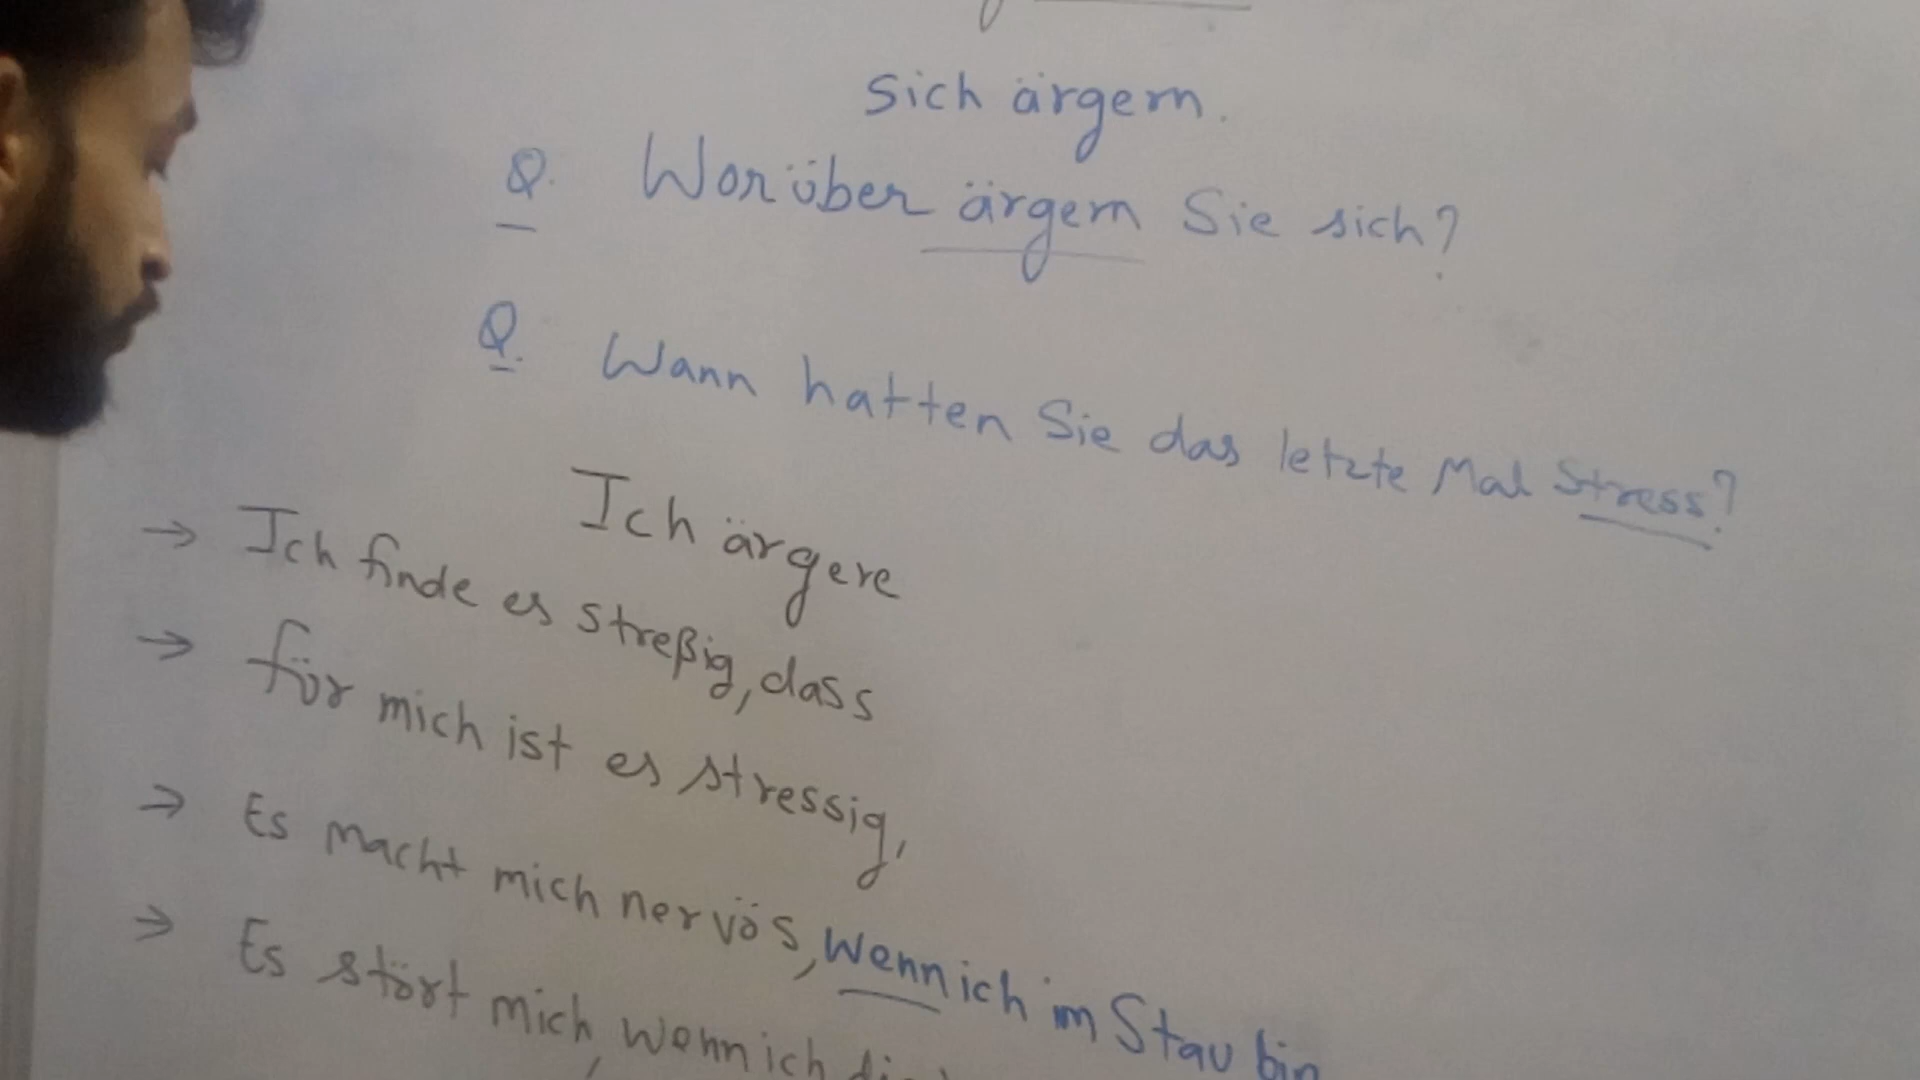 sich ärgern.
Q. Worüber ärgern Sie sich?
Q. Wann hatten Sie das letzte Mal Stress?
Ich ärgere
→ Ich finde es streßig, dass
→ für mich ist es stressig,
→ Es macht mich nervös, wenn ich im Stau bin
→ Es stört mich, wenn ich